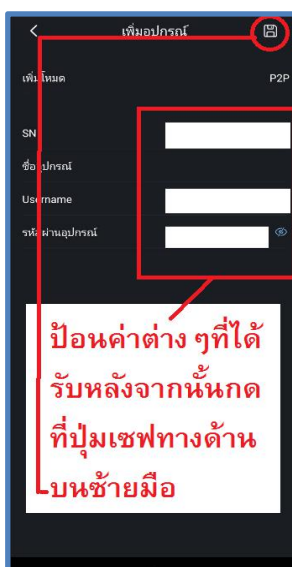 เพิ่มอปกรณ์
เพิ่มโหมด P2P
SN
ชื่ออุปกรณ์
Username
รหัสผ่านอุปกรณ์
ป้อนค่าต่าง ๆที่ได้
รับหลังจากนั้นกด
ที่ปุ่มเซฟทางด้าน
บนซ้ายมือ